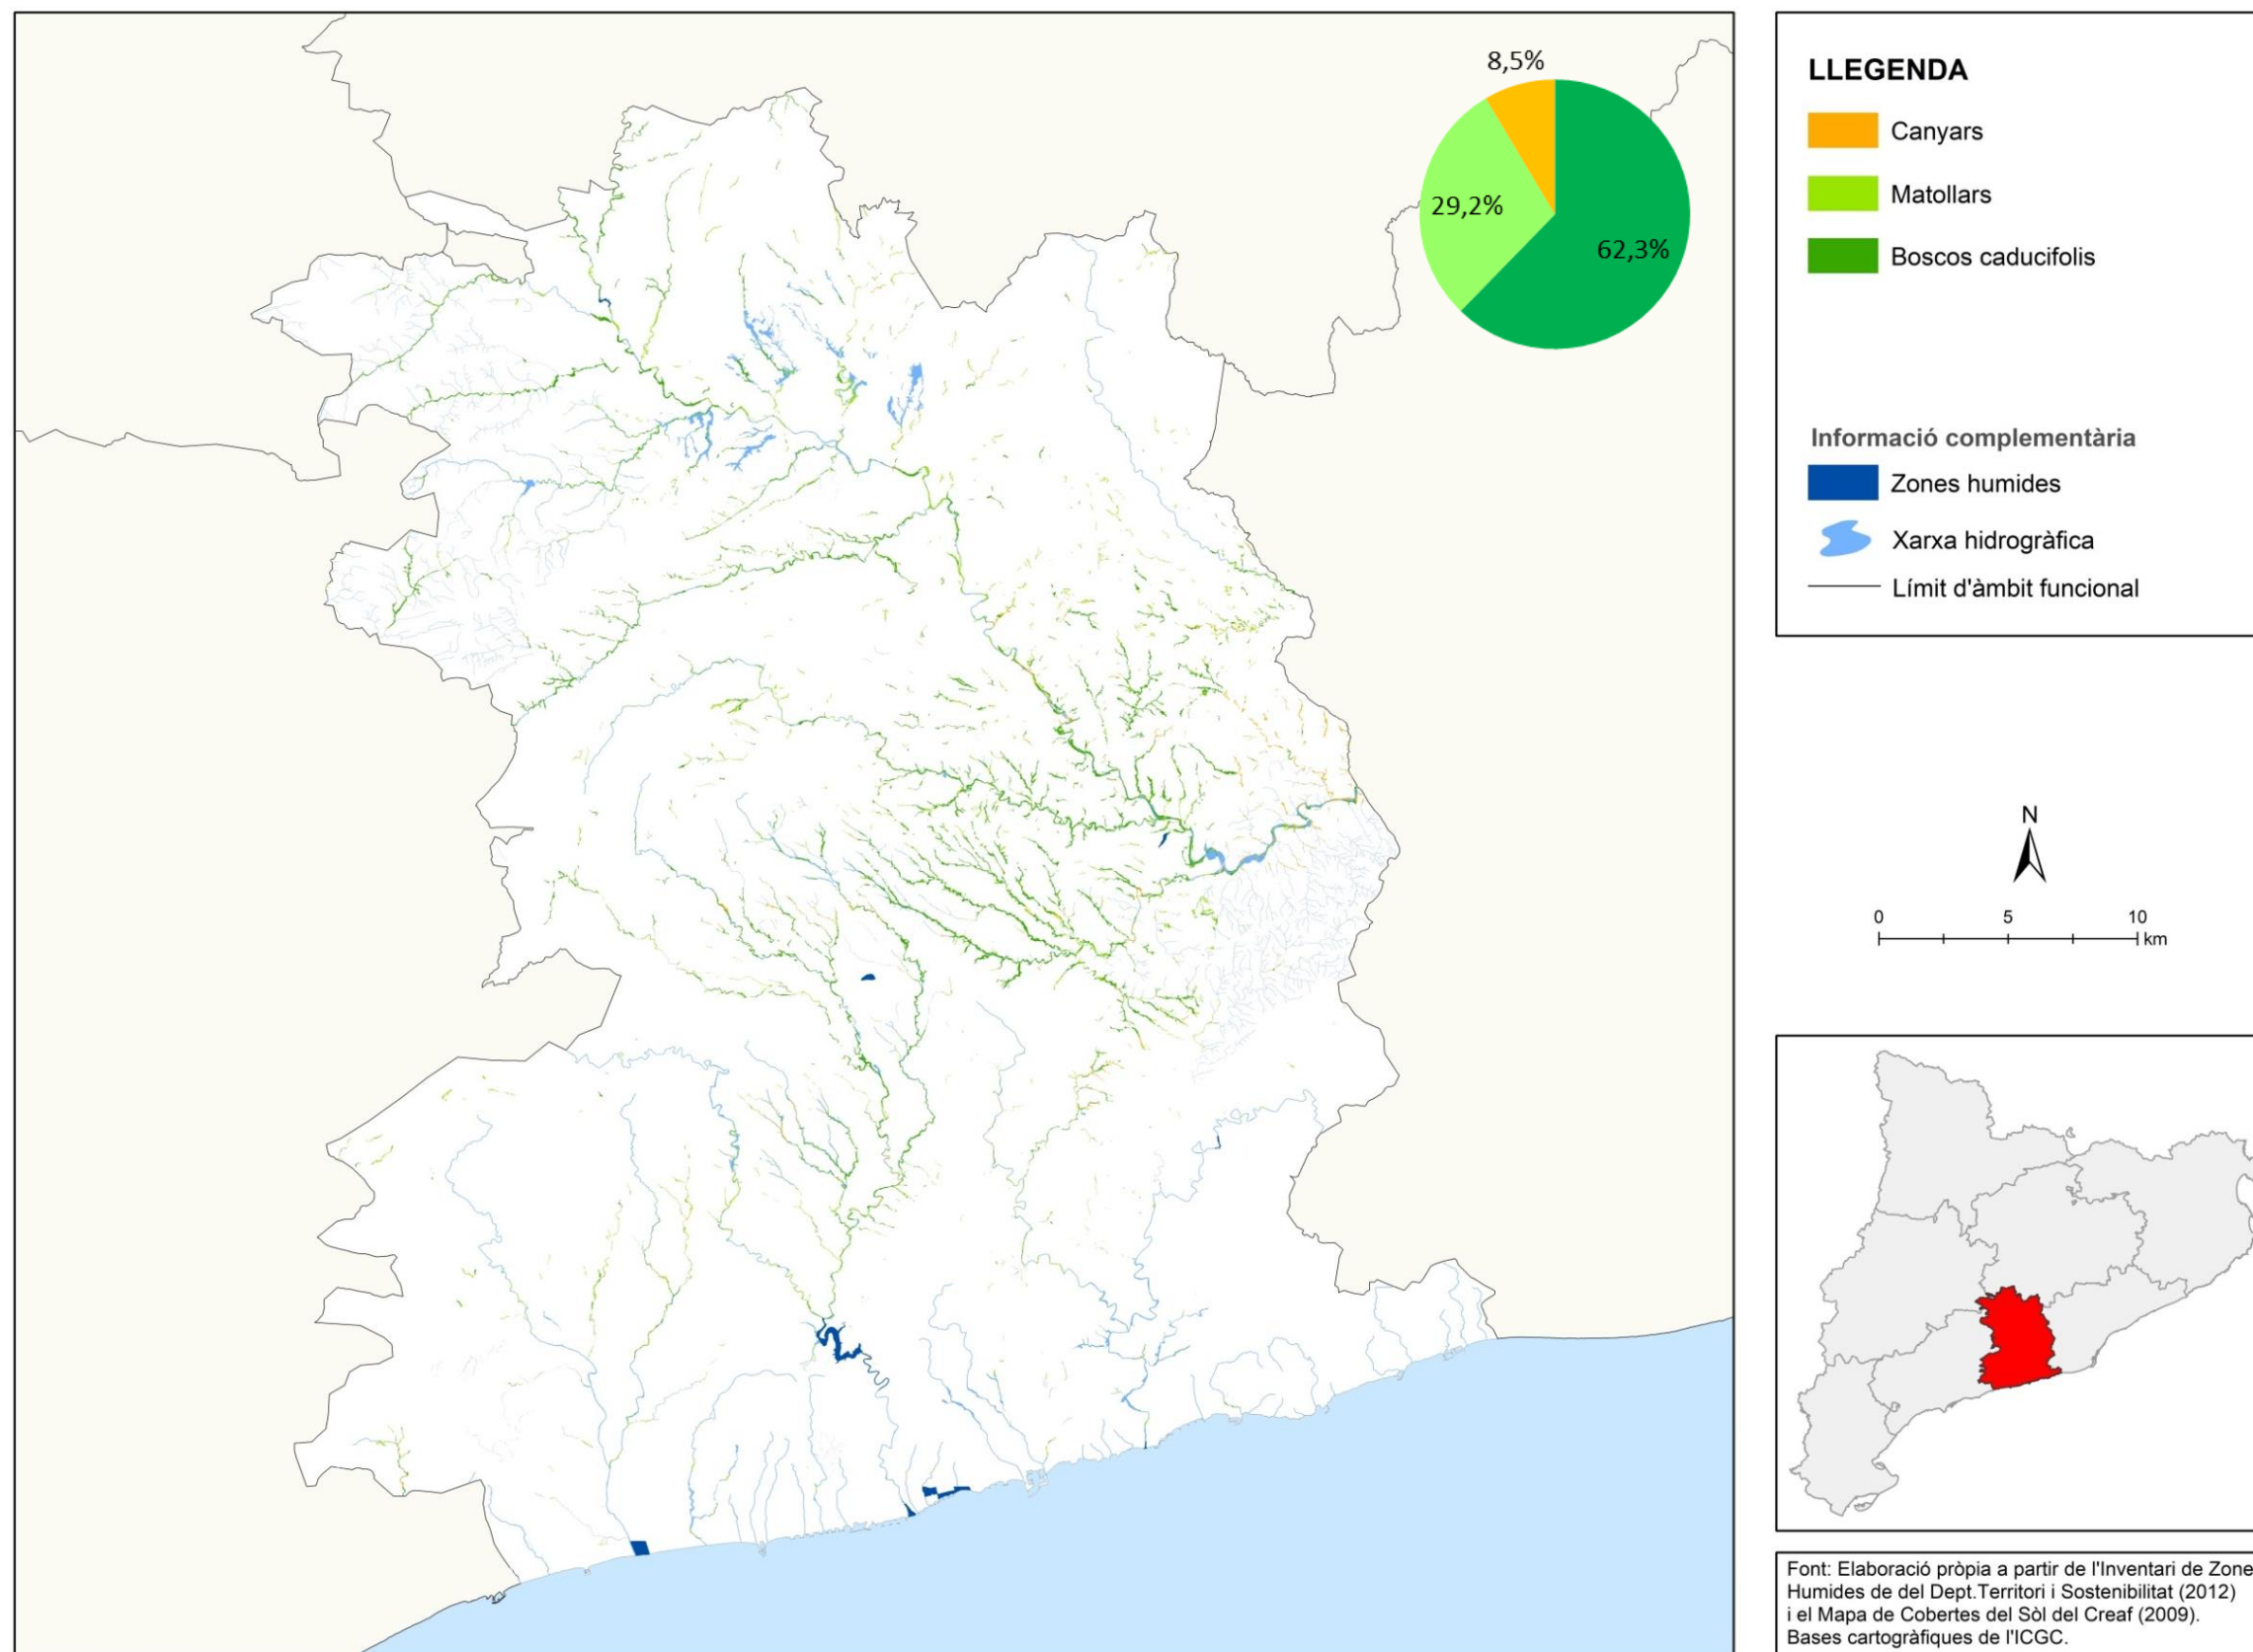 8,5%
29,2%
62,3%
LLEGENDA
Canyars
Matollars
Boscos caducifolis
Informació complementària
Zones humides
Xarxa hidrogràfica
Límit d'àmbit funcional
N
0 5 10
km
Font: Elaboració pròpia a partir de l'Inventari de Zone
Humides de del Dept.Territori i Sostenibilitat (2012)
i el Mapa de Cobertes del Sòl del Creaf (2009).
Bases cartogràfiques de l'ICGC.